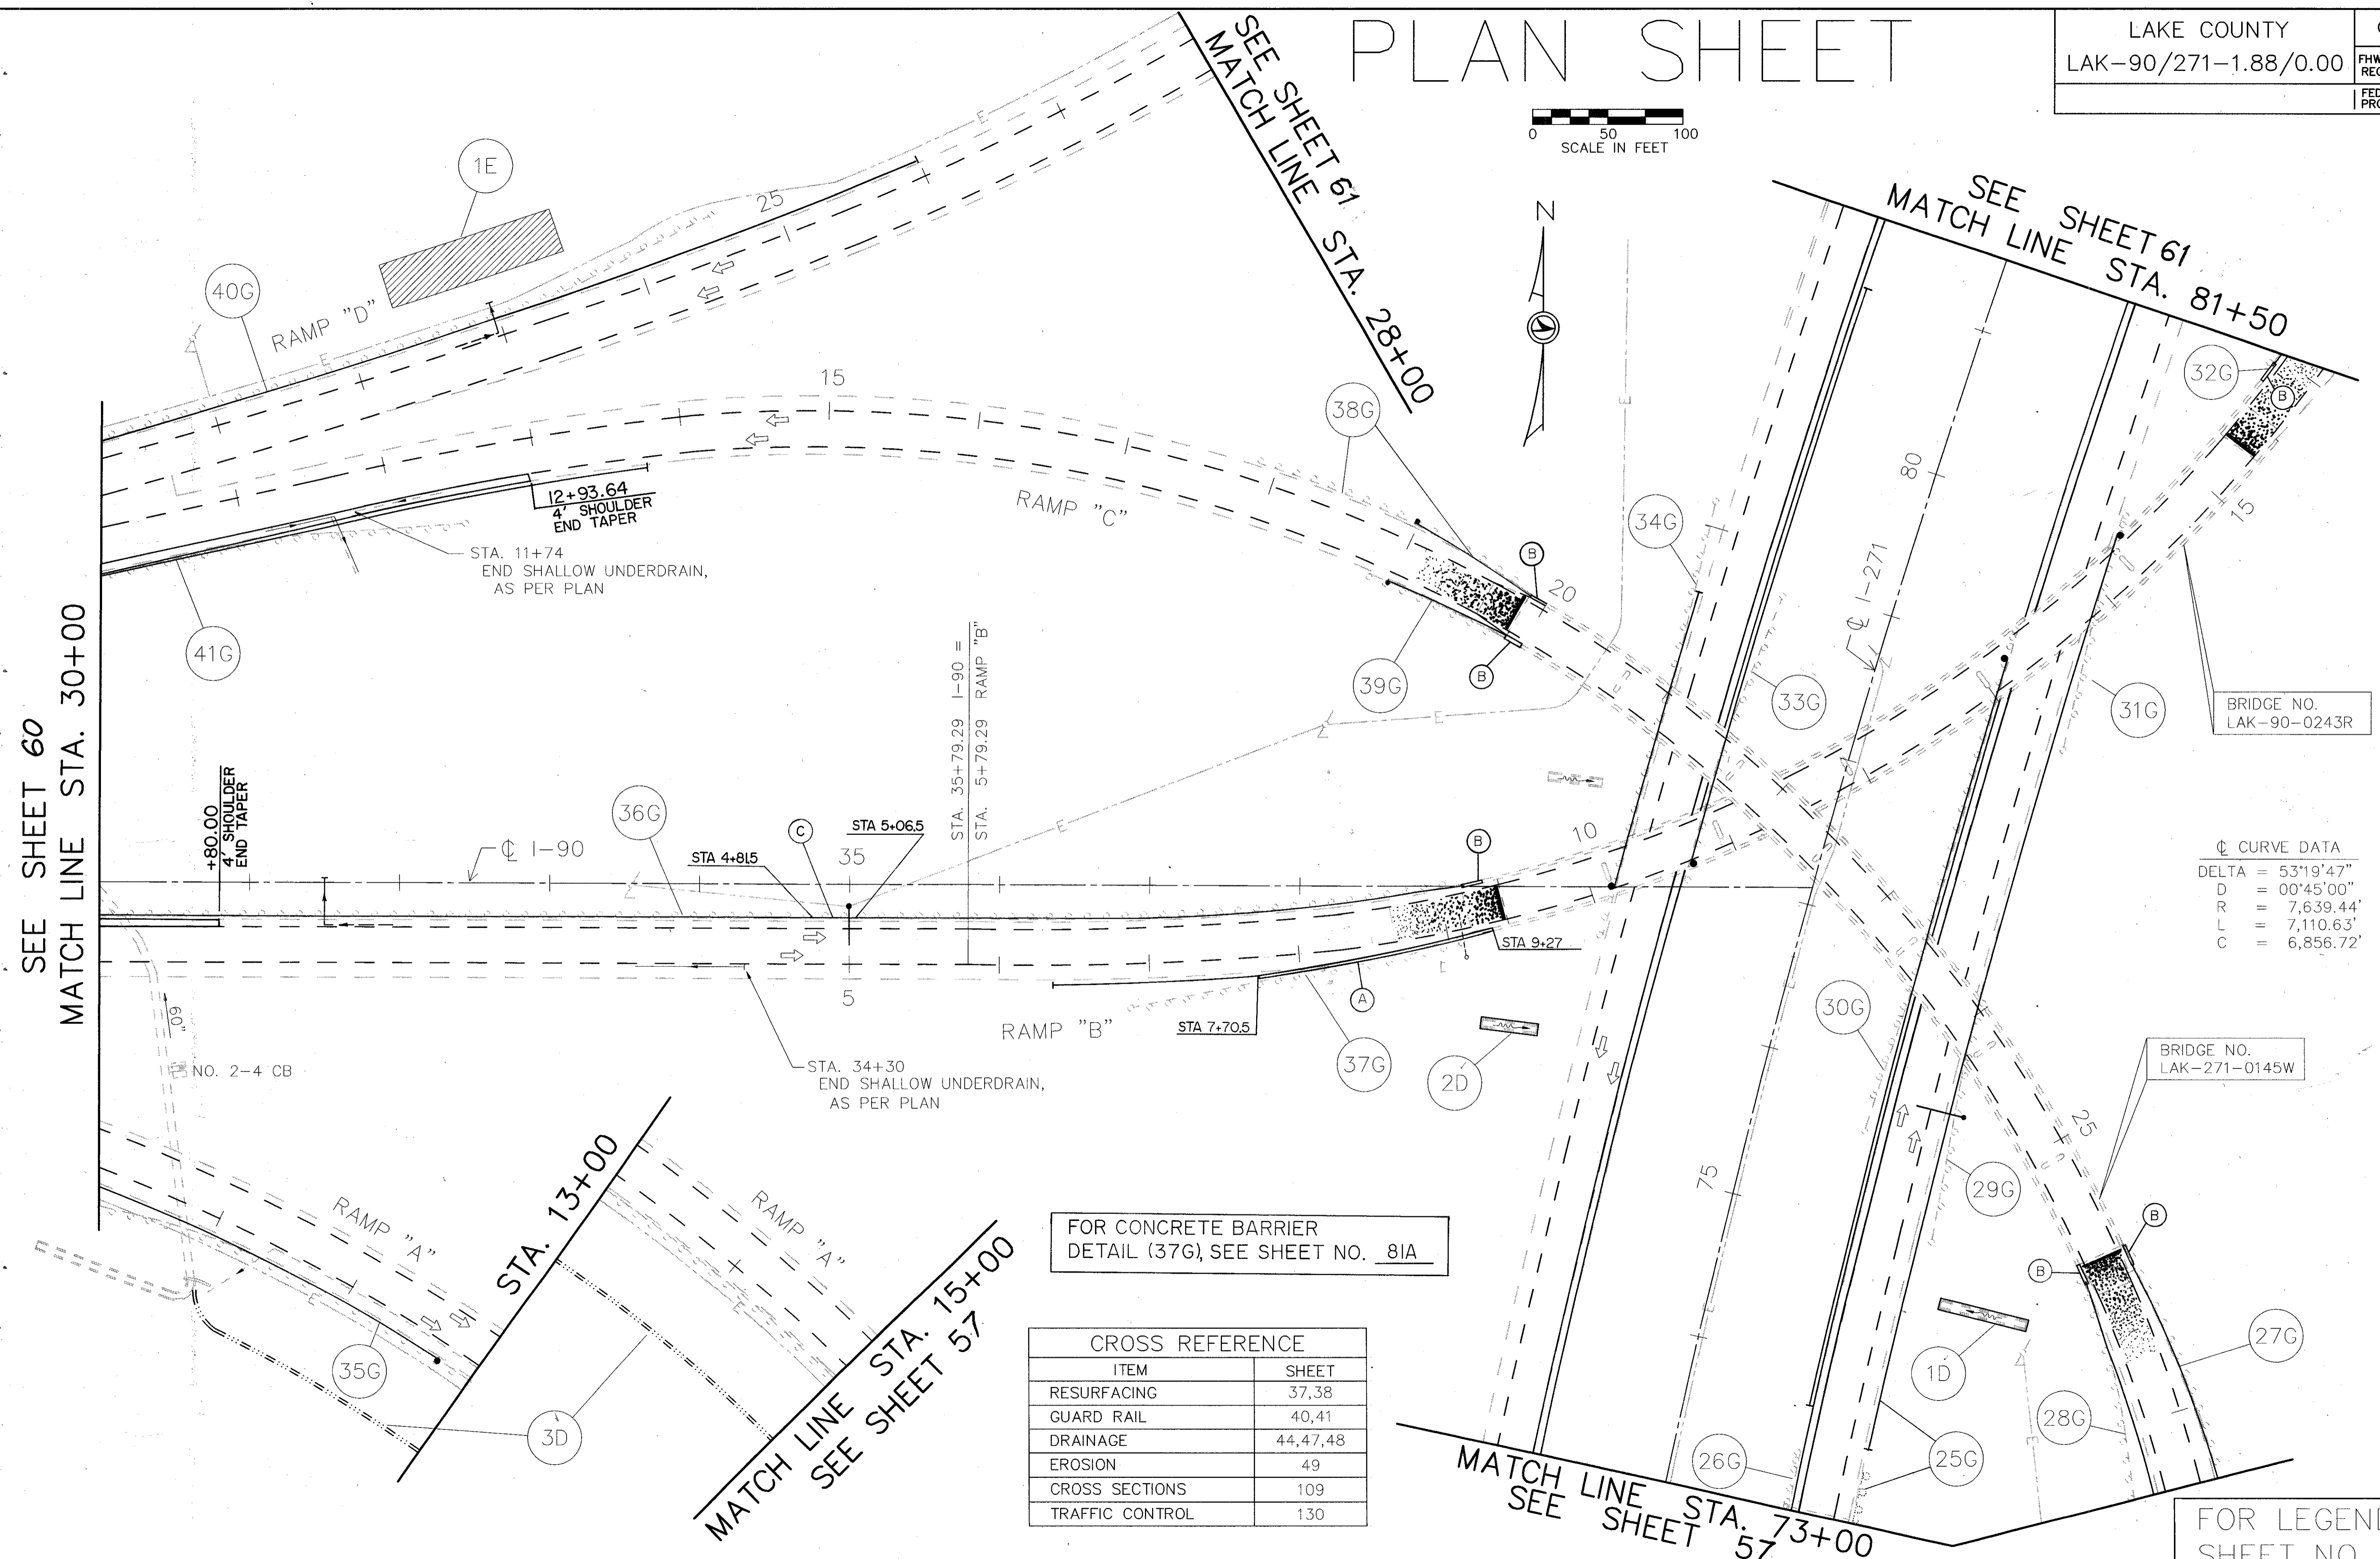 PLAN SHEET
0 50 100
SCALE IN FEET
LAKE COUNTY
LAK-90/271-1.88/0.00
SEE SHEET 61
MATCH LINE STA. 28+00
SEE SHEET 61
MATCH LINE STA. 81+50
N
1E
40G
RAMP "D"
25
E
E
15
RAMP "C"
12+93.64
4' SHOULDER
END TAPER
STA. 11+74
END SHALLOW UNDERDRAIN,
AS PER PLAN
41G
38G
39G
B
B
20
34G
33G
80
℄ I-271
32G
B
15
31G
BRIDGE NO.
LAK-90-0243R
SEE SHEET 60
MATCH LINE STA. 30+00
+80.00
4' SHOULDER
END TAPER
℄ I-90
36G
STA 4+81.5
C
STA 5+06.5
35
STA. 35+79.29 I-90 =
STA. 5+79.29 RAMP "B"
E
E
E
B
10
STA 9+27
A
5
RAMP "B"
STA 7+70.5
37G
2D
STA. 34+30
END SHALLOW UNDERDRAIN,
AS PER PLAN
60"
NO. 2-4 CB
℄ CURVE DATA
DELTA = 53°19'47"
D = 00°45'00"
R = 7,639.44'
L = 7,110.63'
C = 6,856.72'
30G
BRIDGE NO.
LAK-271-0145W
25
75
29G
B
B
27G
28G
1D
25G
26G
RAMP "A"
E
35G
STA. 13+00
RAMP "A"
E
3D
MATCH LINE STA. 15+00
SEE SHEET 57
FOR CONCRETE BARRIER
DETAIL (37G), SEE SHEET NO. 81A
CROSS REFERENCE
ITEM SHEET
RESURFACING 37,38
GUARD RAIL 40,41
DRAINAGE 44,47,48
EROSION 49
CROSS SECTIONS 109
TRAFFIC CONTROL 130
MATCH LINE STA. 73+00
SEE SHEET 57
FOR LEGEND
SHEET NO.